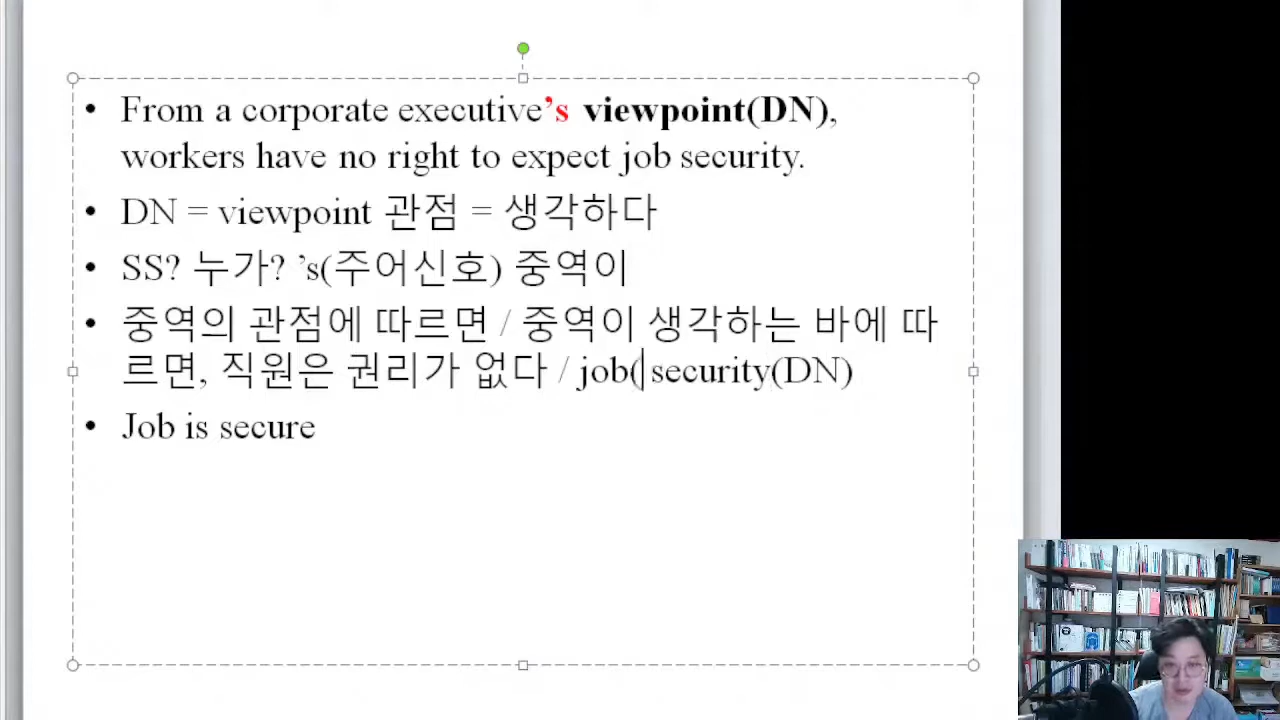 • From a corporate executive’s viewpoint(DN),
workers have no right to expect job security.
• DN = viewpoint 관점 = 생각하다
• SS? 누가? ’s(주어신호) 중역이
• 중역의 관점에 따르면 / 중역이 생각하는 바에 따
르면, 직원은 권리가 없다 / job( security(DN)
• Job is secure